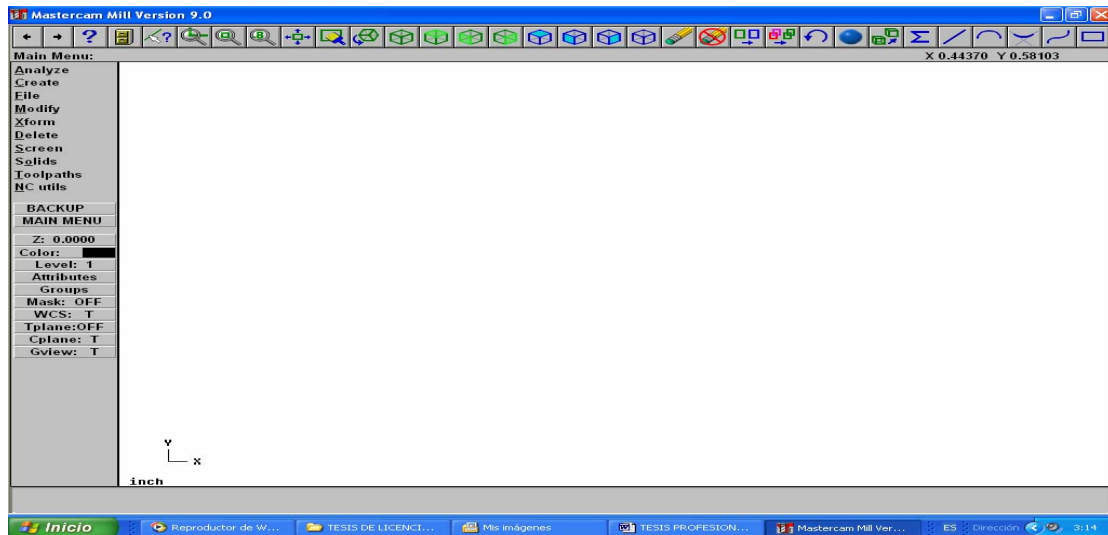 Mastercam Mill Version 9.0
Main Menu:
X 0.44370 Y 0.58103
Analyze
Create
File
Modify
Xform
Delete
Screen
Solids
Toolpaths
NC utils
BACKUP
MAIN MENU
Z: 0.0000
Color:
Level: 1
Attributes
Groups
Mask: OFF
WCS: T
Tplane:OFF
Cplane: T
Gview: T
Y
X
inch
Inicio
Reproductor de W...
TESIS DE LICENCI...
Mis imágenes
TESIS PROFESION...
Mastercam Mill Ver...
ES
Dirección
3:14